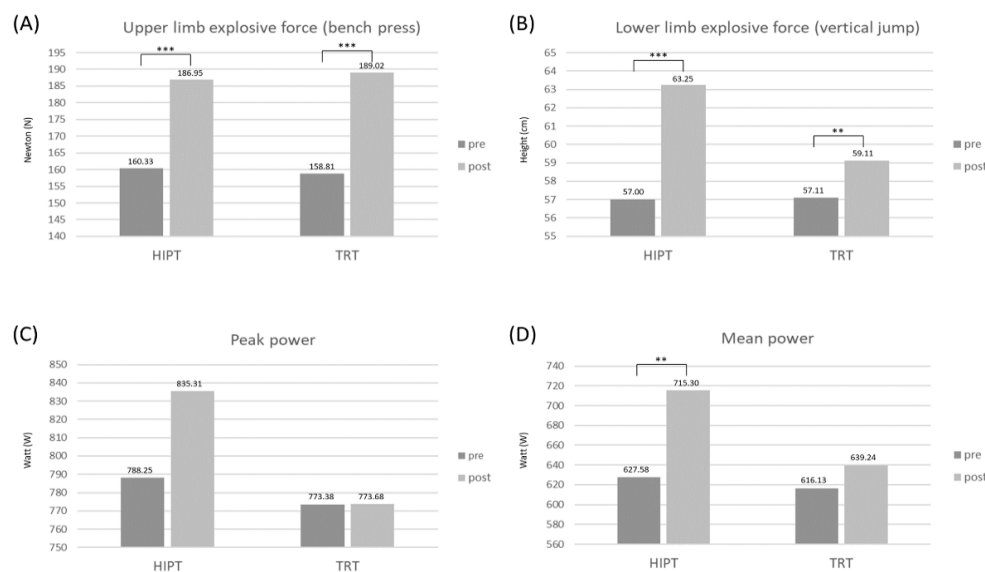 (A)
Upper limb explosive force (bench press)
195
190
185
180
175
170
165
160
155
150
145
140
Newton (N)
***
***
160.33
186.95
158.81
189.02
HIPT
TRT
pre
post
(B)
Lower limb explosive force (vertical jump)
65
64
63
62
61
60
59
58
57
56
55
Height (cm)
***
**
57.00
63.25
57.11
59.11
HIPT
TRT
pre
post
(C)
Peak power
850
840
830
820
810
800
790
780
770
760
750
Watt (W)
788.25
835.31
773.38
773.68
HIPT
TRT
pre
post
(D)
Mean power
740
720
700
680
660
640
620
600
580
560
Watt (W)
**
627.58
715.30
616.13
639.24
HIPT
TRT
pre
post